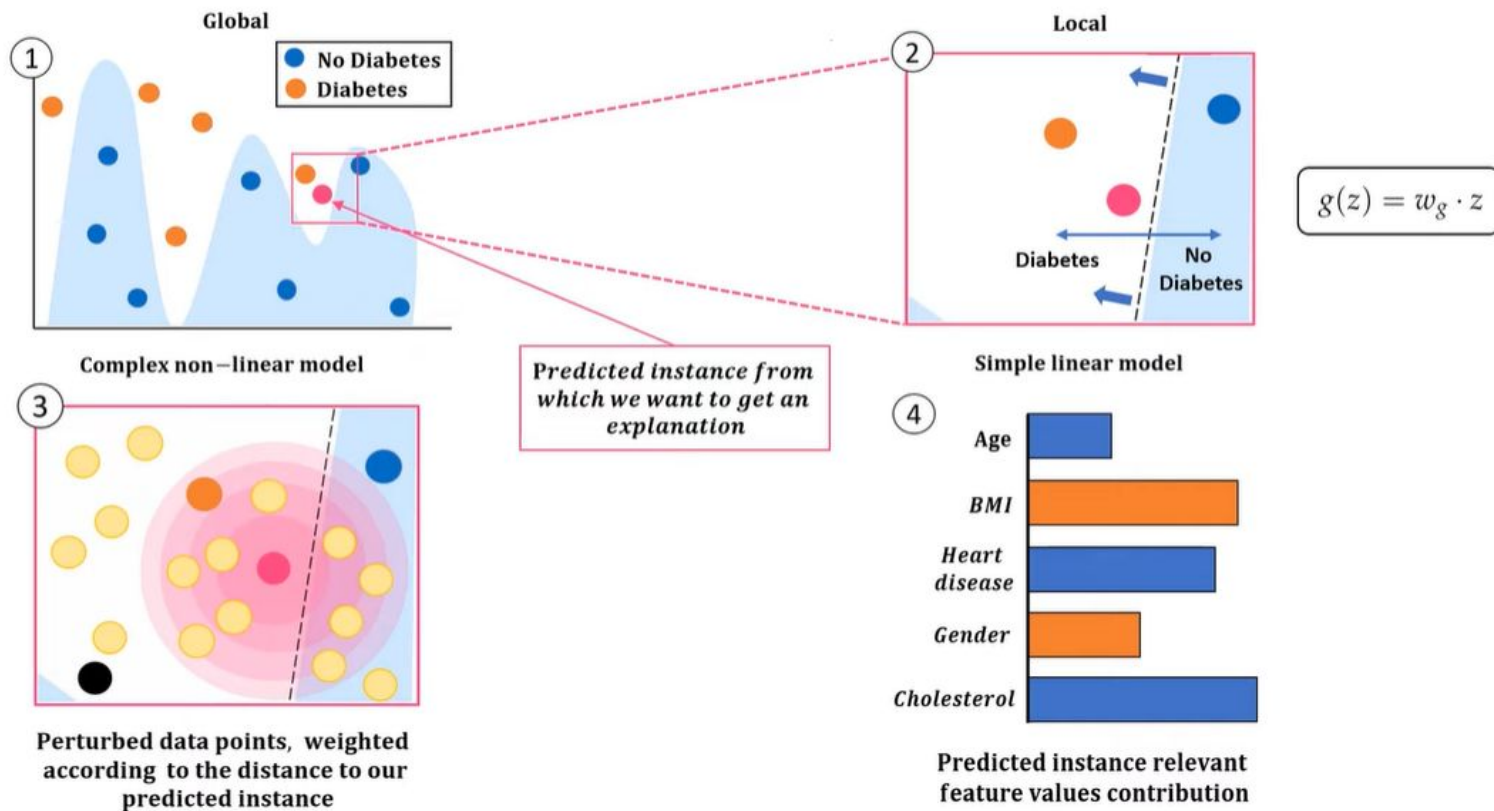 Global
1
No Diabetes
Diabetes
Complex non-linear model
Local
2
Diabetes
No
Diabetes
Simple linear model
g(z) = w_g · z
Predicted instance from
which we want to get an
explanation
3
Perturbed data points, weighted
according to the distance to our
predicted instance
4
Age
BMI
Heart
disease
Gender
Cholesterol
Predicted instance relevant
feature values contribution